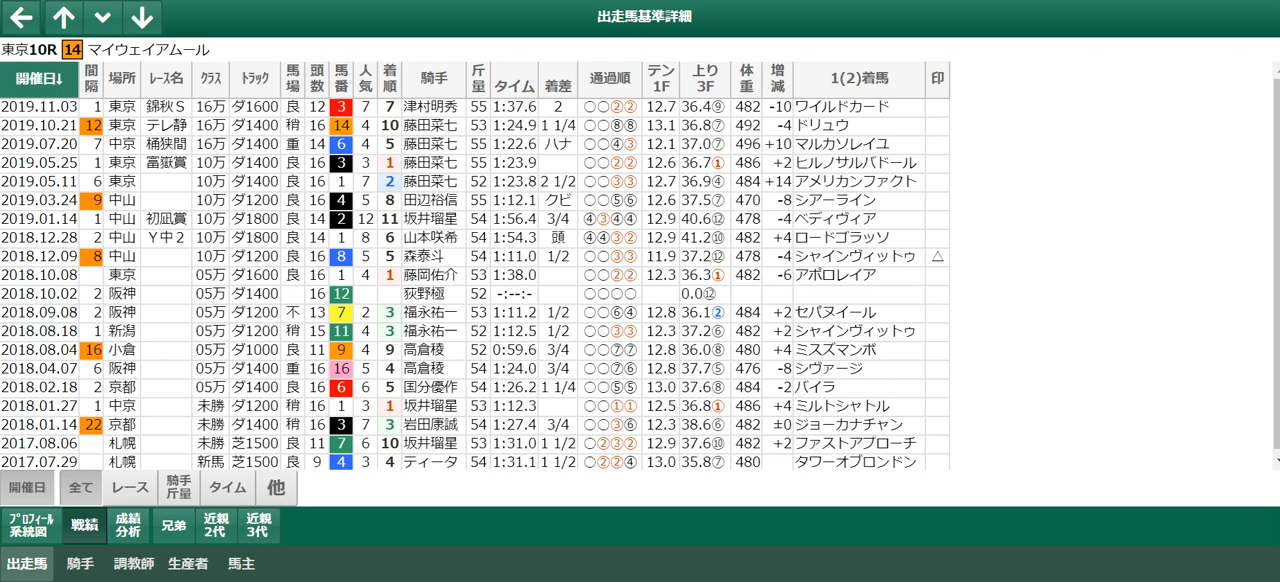 出走馬基準詳細
東京10R 14 マイウェイアムール
開催日↓ 間隔 場所 ﾚｰｽ名 ｸﾗｽ ﾄﾗｯｸ 馬場 頭数 馬番 人気 着順 騎手 斤量 タイム 着差 通過順 テン1F 上り3F 体重 増減 1(2)着馬 印
2019.11.03 1 東京 錦秋Ｓ 16万 ダ1600 良 12 3 7 7 津村明秀 55 1:37.6 2 ○○②② 12.7 36.4⑨ 482 -10 ワイルドカード
2019.10.21 12 東京 テレ静 16万 ダ1400 稍 16 14 4 10 藤田菜七 53 1:24.9 1 1/4 ○○⑧⑧ 13.1 36.8⑦ 492 -4 ドリュウ
2019.07.20 7 中京 桶狭間 16万 ダ1400 重 14 6 4 5 藤田菜七 55 1:22.6 ハナ ○○④③ 12.1 37.0⑦ 496 +10 マルカソレイユ
2019.05.25 1 東京 富嶽賞 10万 ダ1400 良 16 3 3 1 藤田菜七 55 1:23.9 ○○②② 12.6 36.7① 486 +2 ヒルノサルバドール
2019.05.11 6 東京 10万 ダ1400 良 16 1 7 2 藤田菜七 52 1:23.8 2 1/2 ○○③③ 12.7 36.9④ 484 +14 アメリカンファクト
2019.03.24 9 中山 10万 ダ1200 良 16 4 5 8 田辺裕信 55 1:12.1 クビ ○○⑤⑥ 12.6 37.5⑦ 470 -8 シアーライン
2019.01.14 1 中山 初凪賞 10万 ダ1800 良 14 2 12 11 坂井瑠星 54 1:56.4 3/4 ④③④④ 12.9 40.6⑫ 478 -4 ベディヴィア
2018.12.28 2 中山 Ｙ中２ 10万 ダ1800 良 14 1 8 6 山本咲希 54 1:54.3 頭 ④④③② 12.9 41.2⑩ 482 +4 ロードゴラッソ
2018.12.09 8 中山 10万 ダ1200 良 16 8 5 5 森泰斗 54 1:11.0 1/2 ○○③③ 11.9 37.2⑫ 478 -4 シャインヴィットゥ △
2018.10.08 東京 05万 ダ1600 良 16 1 4 1 藤岡佑介 53 1:38.0 ○○②② 12.3 36.3① 482 -6 アポロレイア
2018.10.02 2 阪神 05万 ダ1400 16 12 荻野極 52 -:--:- ○○○○ 0.0⑫
2018.09.08 2 阪神 05万 ダ1200 不 13 7 2 3 福永祐一 53 1:11.2 1/2 ○○⑥④ 12.8 36.1② 484 +2 セパヌイール
2018.08.18 1 新潟 05万 ダ1200 稍 15 11 4 3 福永祐一 52 1:12.5 1/2 ○○③③ 12.3 37.2⑥ 482 +2 シャインヴィットゥ
2018.08.04 16 小倉 05万 ダ1000 良 11 9 4 9 高倉稜 52 0:59.6 3/4 ○○⑦⑦ 12.8 36.0⑧ 480 +4 ミスズマンボ
2018.04.07 6 阪神 05万 ダ1400 重 16 16 5 4 高倉稜 54 1:24.0 3/4 ○○⑦⑥ 12.8 37.7⑤ 476 -8 シヴァージ
2018.02.18 2 京都 05万 ダ1400 良 16 6 6 5 国分優作 54 1:26.2 1 1/4 ○○⑤⑤ 13.0 37.6⑧ 484 -2 バイラ
2018.01.27 1 中京 未勝 ダ1200 稍 16 1 3 1 坂井瑠星 53 1:12.3 ○○①① 12.5 36.8① 486 +4 ミルトシャトル
2018.01.14 22 京都 未勝 ダ1400 稍 16 3 7 3 岩田康誠 54 1:27.4 3/4 ○○③⑥ 12.3 38.6⑥ 482 ±0 ジョーカナチャン
2017.08.06 札幌 未勝 芝1500 良 11 7 6 10 坂井瑠星 53 1:31.0 1 1/2 ○②③② 12.9 37.6⑩ 482 +2 ファストアプローチ
2017.07.29 札幌 新馬 芝1500 良 9 4 3 4 ティータ 54 1:31.1 1 1/2 ○②②④ 13.0 35.8⑦ 480 タワーオブロンドン
開催日 全て レース 騎手斤量 タイム 他
ﾌﾟﾛﾌｨｰﾙ系統図 戦績 成績分析 兄弟 近親2代 近親3代
出走馬 騎手 調教師 生産者 馬主